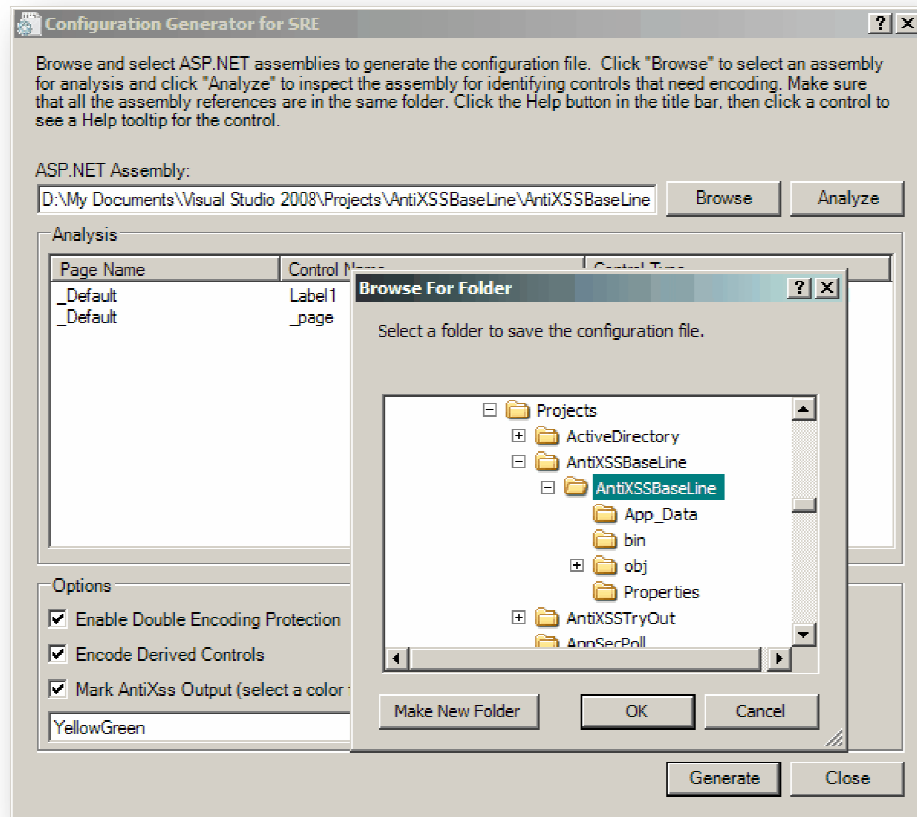 Configuration Generator for SRE
Browse and select ASP.NET assemblies to generate the configuration file. Click "Browse" to select an assembly
for analysis and click "Analyze" to inspect the assembly for identifying controls that need encoding. Make sure
that all the assembly references are in the same folder. Click the Help button in the title bar, then click a control to
see a Help tooltip for the control.
ASP.NET Assembly:
D:\My Documents\Visual Studio 2008\Projects\AntiXSSBaseLine\AntiXSSBaseLine
Browse
Analyze
Analysis
Page Name
Control Name
Control Type
_Default
Label1
_Default
_page
Browse For Folder
Select a folder to save the configuration file.
Projects
ActiveDirectory
AntiXSSBaseLine
AntiXSSBaseLine
App_Data
bin
obj
Properties
AntiXSSTryOut
AppSecPoll
Make New Folder
OK
Cancel
Options
Enable Double Encoding Protection
Encode Derived Controls
Mark AntiXss Output (select a color
YellowGreen
Generate
Close